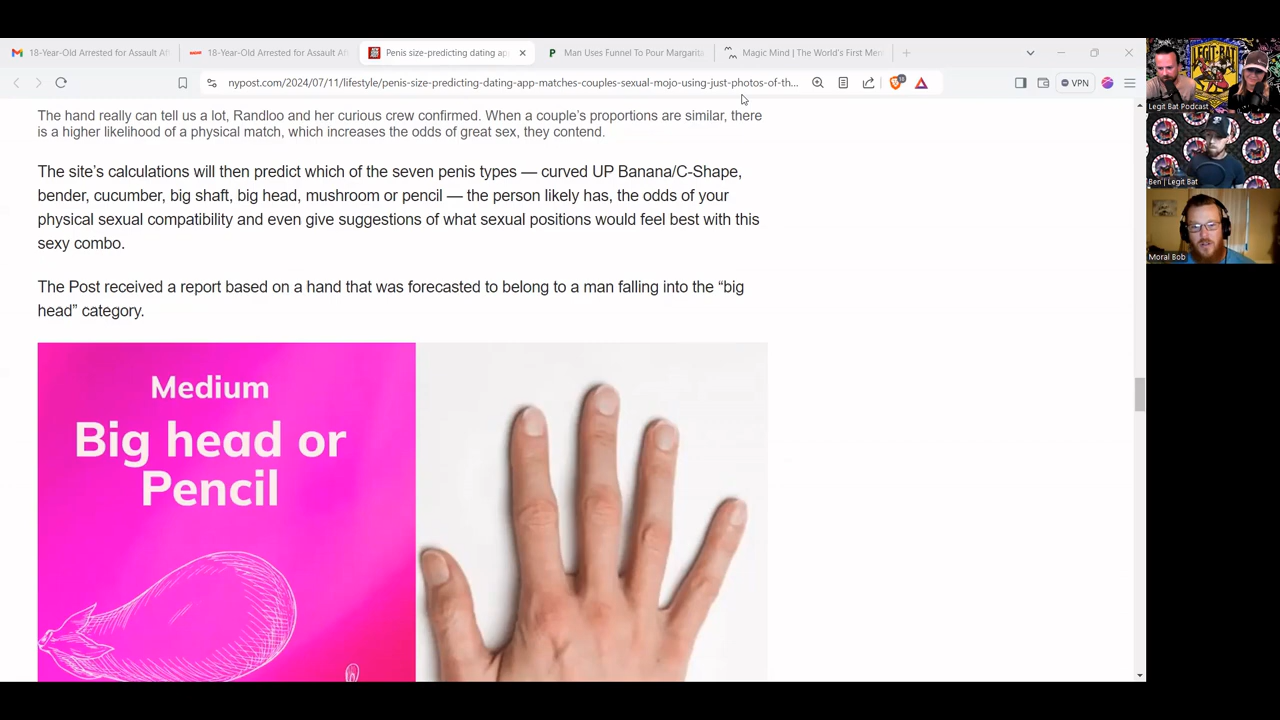 18-Year-Old Arrested for Assault Af
18-Year-Old Arrested for Assault Aft
Penis size-predicting dating ap
Man Uses Funnel To Pour Margarita
Magic Mind | The World's First Men
nypost.com/2024/07/11/lifestyle/penis-size-predicting-dating-app-matches-couples-sexual-mojo-using-just-photos-of-th...
VPN
The hand really can tell us a lot, Randloo and her curious crew confirmed. When a couple's proportions are similar, there
is a higher likelihood of a physical match, which increases the odds of great sex, they contend.
The site's calculations will then predict which of the seven penis types — curved UP Banana/C-Shape,
bender, cucumber, big shaft, big head, mushroom or pencil — the person likely has, the odds of your
physical sexual compatibility and even give suggestions of what sexual positions would feel best with this
sexy combo.
The Post received a report based on a hand that was forecasted to belong to a man falling into the “big
head” category.
Medium
Big head or
Pencil
LEGIT-BAT
Legit Bat Podcast
Ben | Legit Bat
Moral Bob